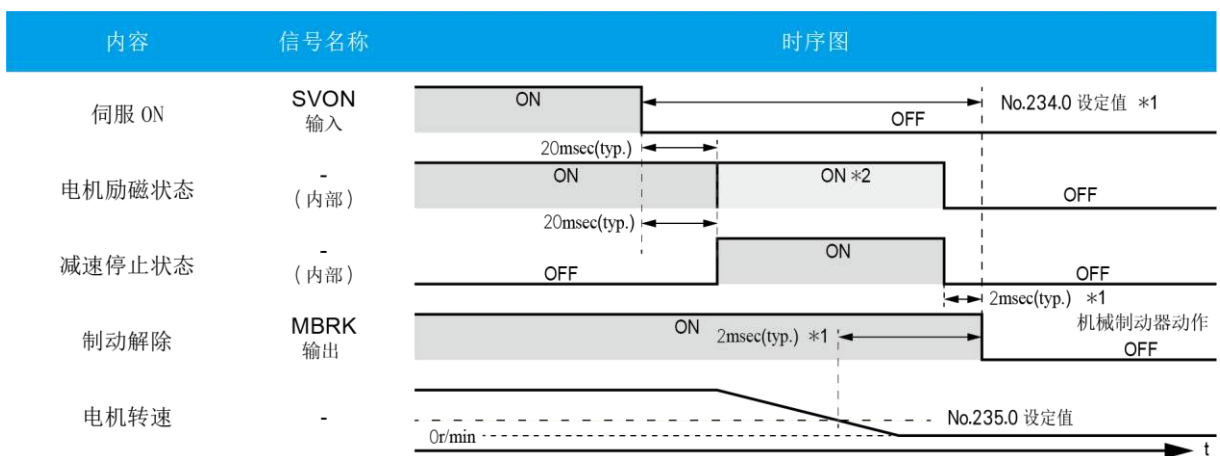 内容 信号名称 时序图
伺服 ON SVON 输入 ON OFF No.234.0 设定值 *1
20msec(typ.)
电机励磁状态 - (内部) ON ON *2 OFF
20msec(typ.)
减速停止状态 - (内部) OFF ON OFF
2msec(typ.) *1
制动解除 MBRK 输出 ON 2msec(typ.) *1 机械制动器动作 OFF
电机转速 - No.235.0 设定值
0r/min
t